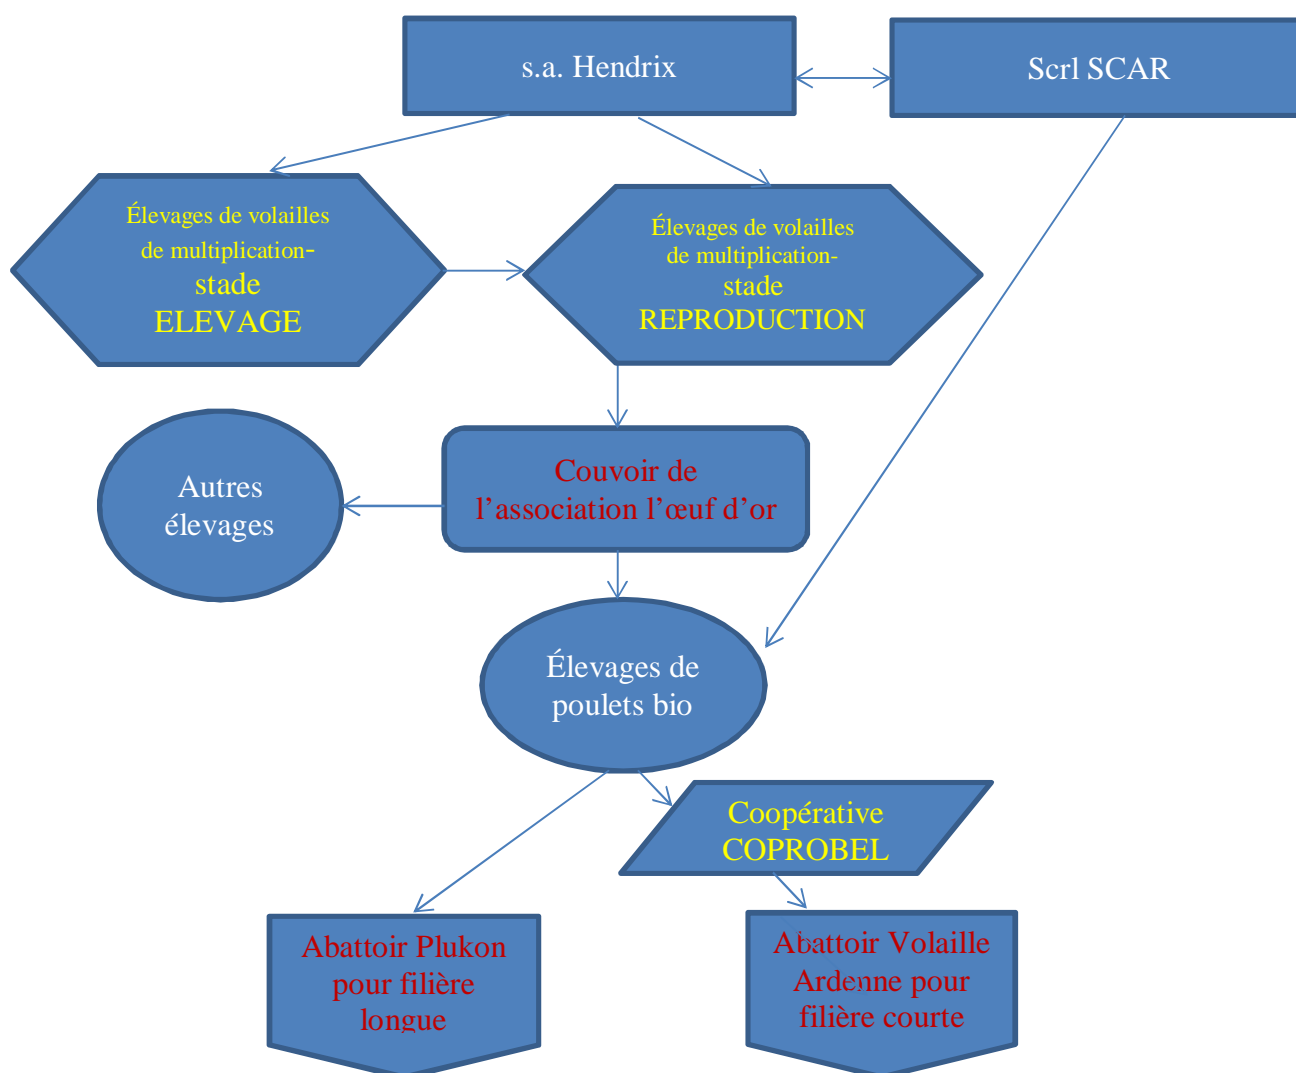 s.a. Hendrix
Scrl SCAR
Élevages de volailles
de multiplication-
stade
ELEVAGE
Élevages de volailles
de multiplication-
stade
REPRODUCTION
Autres
élevages
Couvoir de
l’association l’œuf d’or
Élevages de
poulets bio
Coopérative
COPROBEL
Abattoir Plukon
pour filière
longue
Abattoir Volaille
Ardenne pour
filière courte